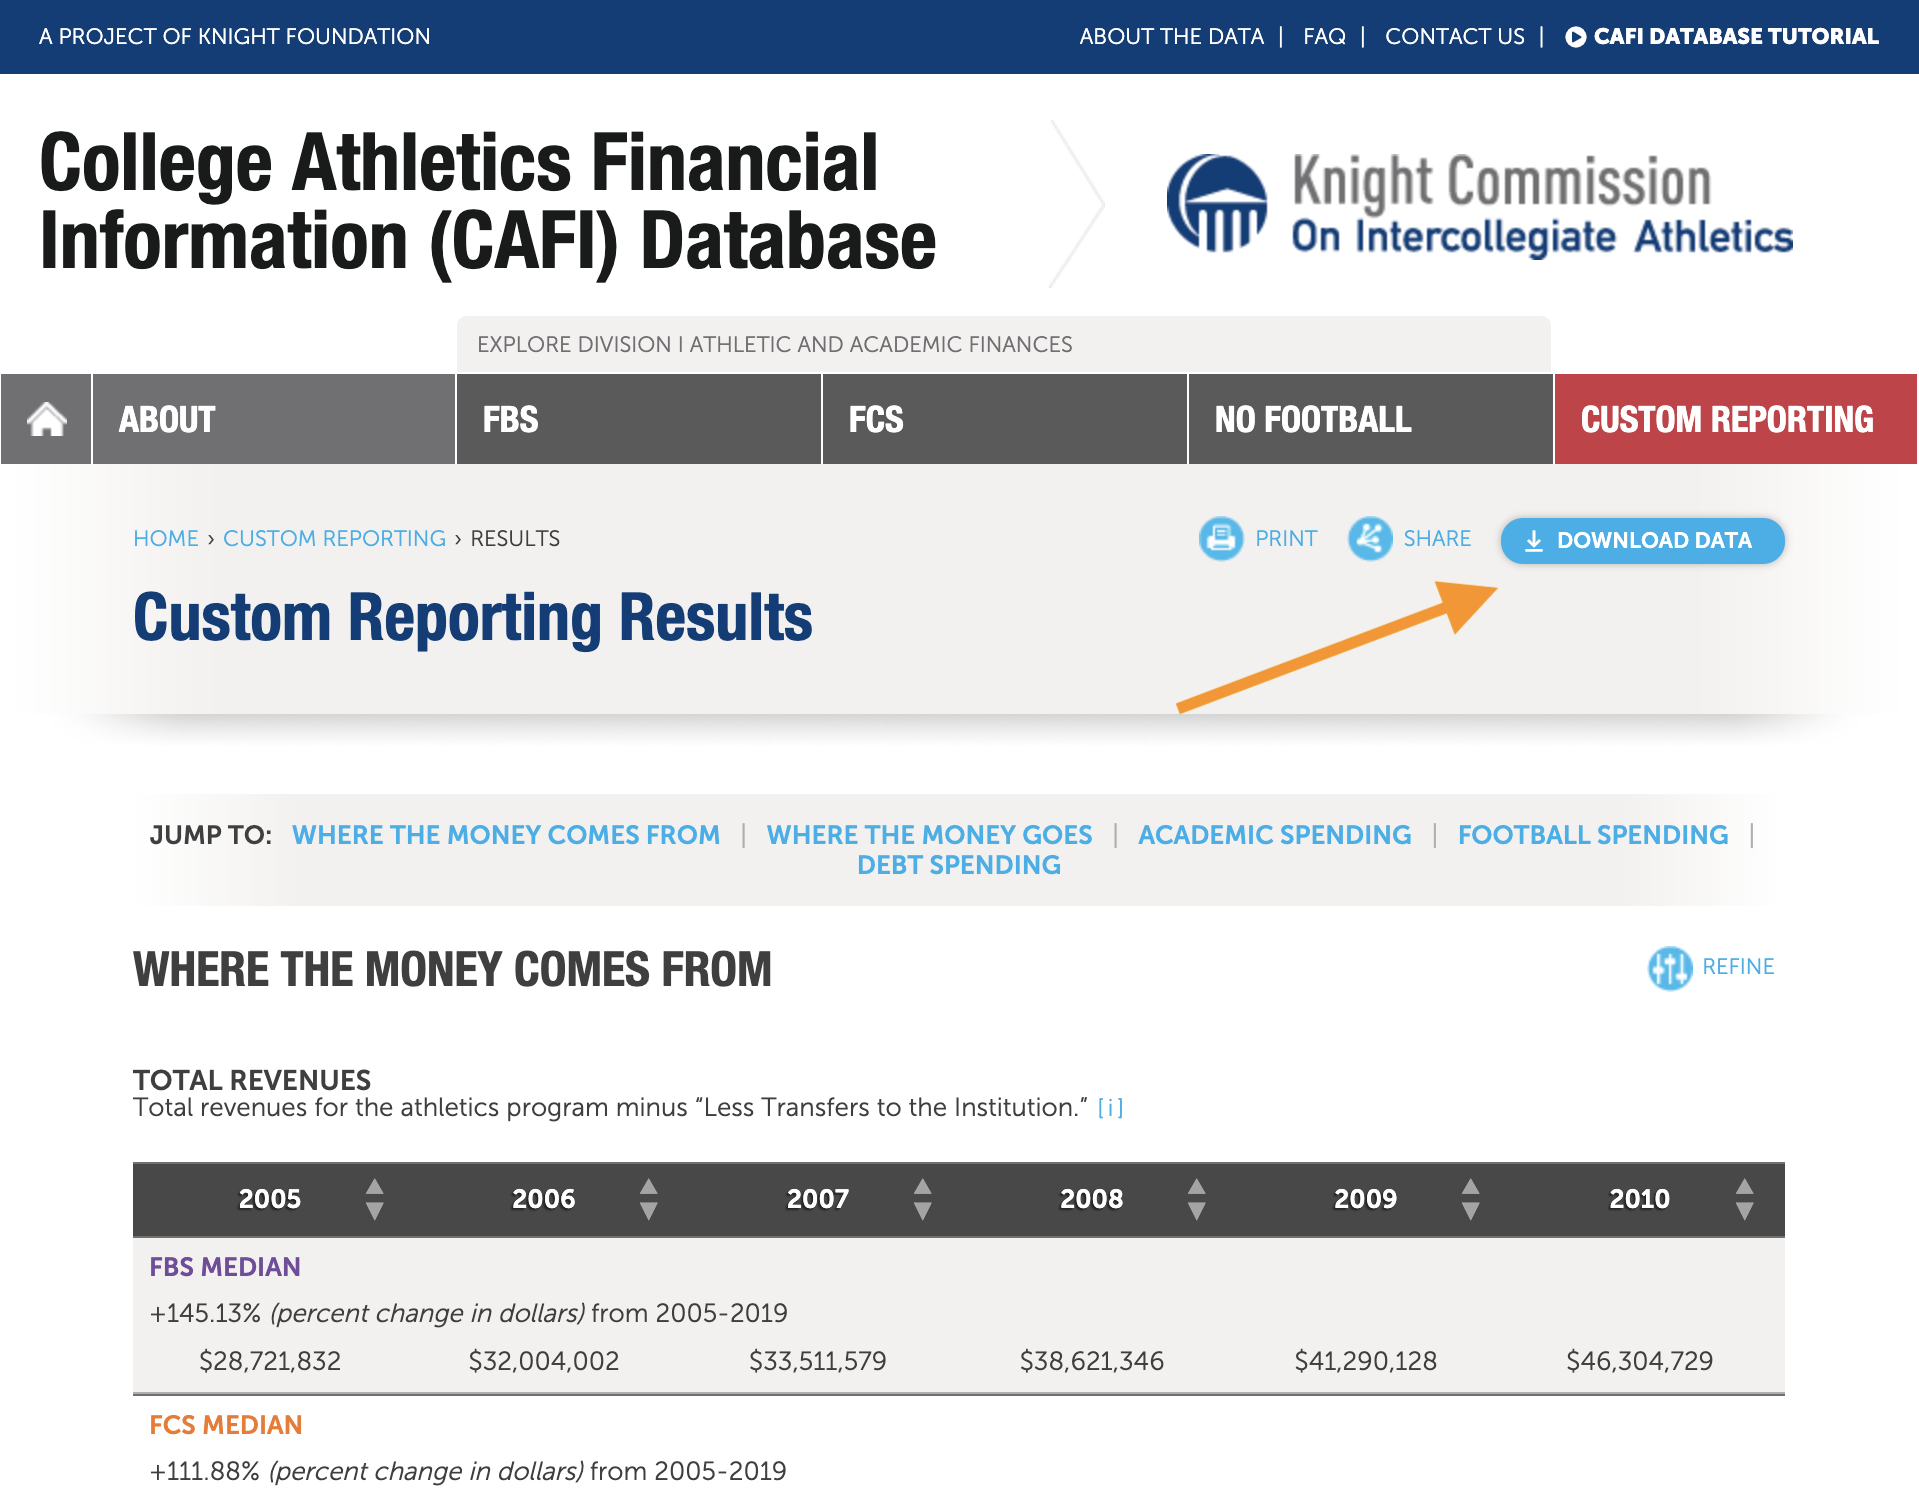 A PROJECT OF KNIGHT FOUNDATION
ABOUT THE DATA | FAQ | CONTACT US | CAFI DATABASE TUTORIAL
College Athletics Financial
Information (CAFI) Database
Knight Commission
On Intercollegiate Athletics
EXPLORE DIVISION I ATHLETIC AND ACADEMIC FINANCES
ABOUT FBS FCS NO FOOTBALL CUSTOM REPORTING
HOME › CUSTOM REPORTING › RESULTS
PRINT SHARE DOWNLOAD DATA
Custom Reporting Results
JUMP TO: WHERE THE MONEY COMES FROM | WHERE THE MONEY GOES | ACADEMIC SPENDING | FOOTBALL SPENDING |
DEBT SPENDING
WHERE THE MONEY COMES FROM
REFINE
TOTAL REVENUES
Total revenues for the athletics program minus “Less Transfers to the Institution.” [i]
2005 2006 2007 2008 2009 2010
FBS MEDIAN
+145.13% (percent change in dollars) from 2005-2019
$28,721,832 $32,004,002 $33,511,579 $38,621,346 $41,290,128 $46,304,729
FCS MEDIAN
+111.88% (percent change in dollars) from 2005-2019